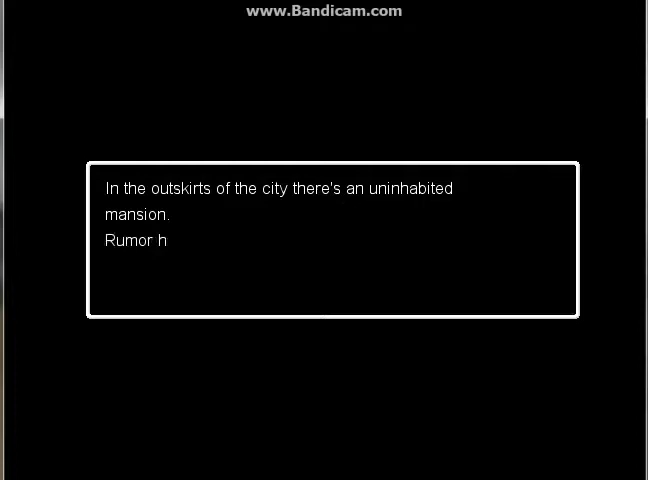 www.Bandicam.com
In the outskirts of the city there's an uninhabited
mansion.
Rumor h